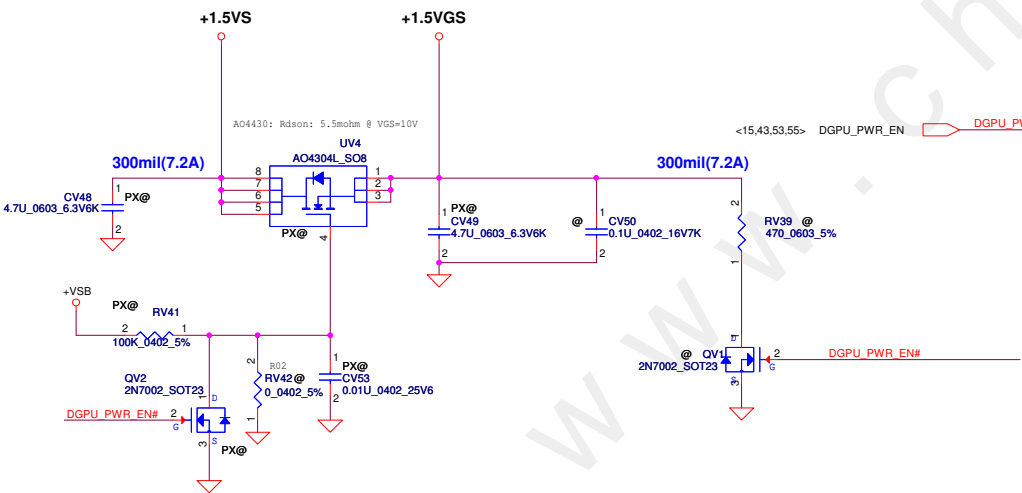 +1.5VS
+1.5VGS
AO4430: Rdson: 5.5mohm @ VGS=10V
<15,43,53,55>
DGPU_PWR_EN
DGPU_PW
UV4
AO4304L_SO8
300mil(7.2A)
300mil(7.2A)
8
7
6
5
1
2
3
4
PX@
CV48
4.7U_0603_6.3V6K
1
PX@
2
1
PX@
CV49
4.7U_0603_6.3V6K
2
@
1
CV50
0.1U_0402_16V7K
2
2
RV39
@
470_0603_5%
1
+VSB
PX@
RV41
2
1
100K_0402_5%
QV2
2N7002_SOT23
DGPU_PWR_EN#
2
G
1
D
3
S
PX@
R02
2
RV42@
0_0402_5%
1
1
PX@
CV53
0.01U_0402_25V6
2
@
QV1
2N7002_SOT23
1
D
3
S
2
G
DGPU_PWR_EN#
w w w . c h